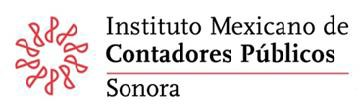 Instituto Mexicano de
Contadores Públicos
Sonora